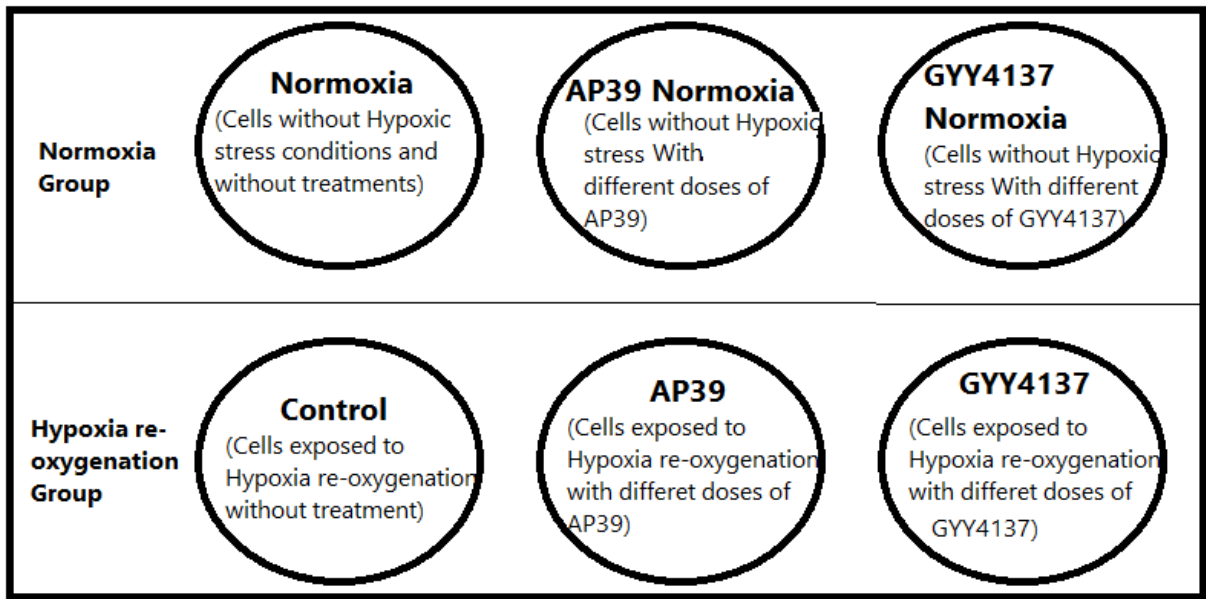 Normoxia
Group
Normoxia
(Cells without Hypoxic
stress conditions and
without treatments)
AP39 Normoxia
(Cells without Hypoxic
stress With
different doses of
AP39)
GYY4137
Normoxia
(Cells without Hypoxic
stress With different
doses of GYY4137)
Hypoxia re-
oxygenation
Group
Control
(Cells exposed to
Hypoxia re-oxygenation
without treatment)
AP39
(Cells exposed to
Hypoxia re-oxygenation
with differet doses of
AP39)
GYY4137
(Cells exposed to
Hypoxia re-oxygenation
with differet doses of
GYY4137)